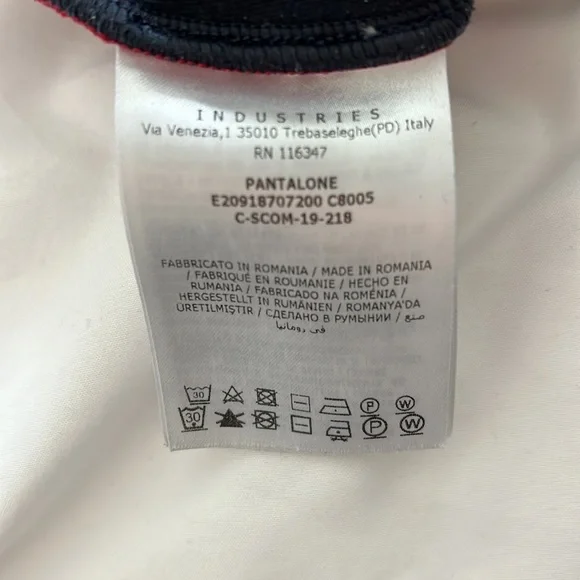 INDUSTRIES
Via Venezia,1 35010 Trebaseleghe(PD) Italy
RN 116347
PANTALONE
E20918707200 C8005
C-SCOM-19-218
FABBRICATO IN ROMANIA / MADE IN ROMANIA
/ FABRIQUÉ EN ROUMANIE / HECHO EN
RUMANIA / FABRICADO NA ROMÉNIA /
HERGESTELLT IN RUMÄNIEN / ROMANYA'DA
ÜRETILMIŞTIR / СДЕЛАНО В РУМЫНИИ / صنع
في رومانيا
30 P W
30 P W